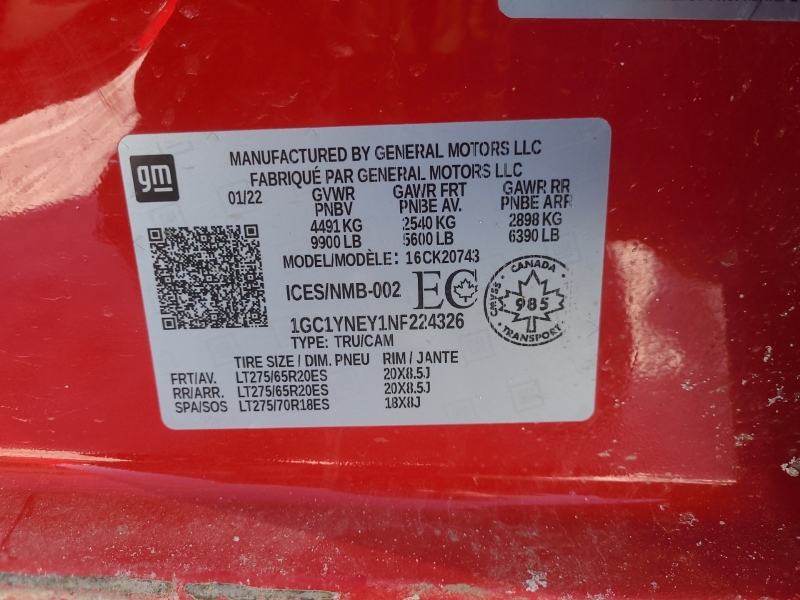 MANUFACTURED BY GENERAL MOTORS LLC
FABRIQUÉ PAR GENERAL MOTORS LLC
gm
01/22 GVWR GAWR FRT GAWR RR
PNBV PNBE AV. PNBE ARR
4491 KG 2540 KG 2898 KG
9900 LB 5600 LB 6390 LB
MODEL/MODÈLE: 16CK20743
ICES/NMB-002 EC
CANADA
CMVSS 985 TRANSPORT
1GC1YNEY1NF224326
TYPE: TRU/CAM
TIRE SIZE / DIM. PNEU RIM / JANTE
FRT/AV. LT275/65R20ES 20X8.5J
RR/ARR. LT275/65R20ES 20X8.5J
SPA/SOS LT275/70R18ES 18X8J